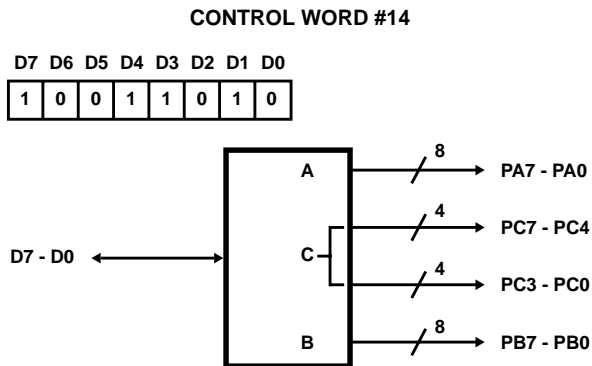 CONTROL WORD #14
D7 D6 D5 D4 D3 D2 D1 D0
1 0 0 1 1 0 1 0
A 8 PA7 - PA0
4 PC7 - PC4
D7 - D0 C
4 PC3 - PC0
B 8 PB7 - PB0